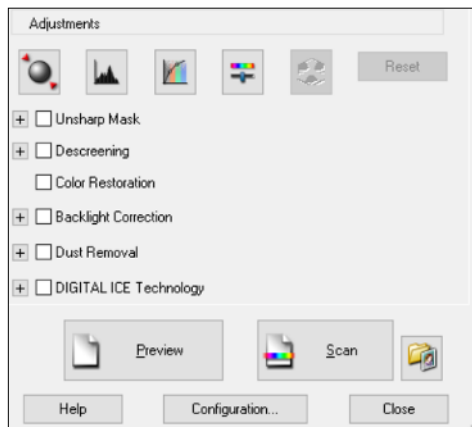 Adjustments
Reset
Unsharp Mask
Descreening
Color Restoration
Backlight Correction
Dust Removal
DIGITAL ICE Technology
Preview Scan
Help Configuration... Close